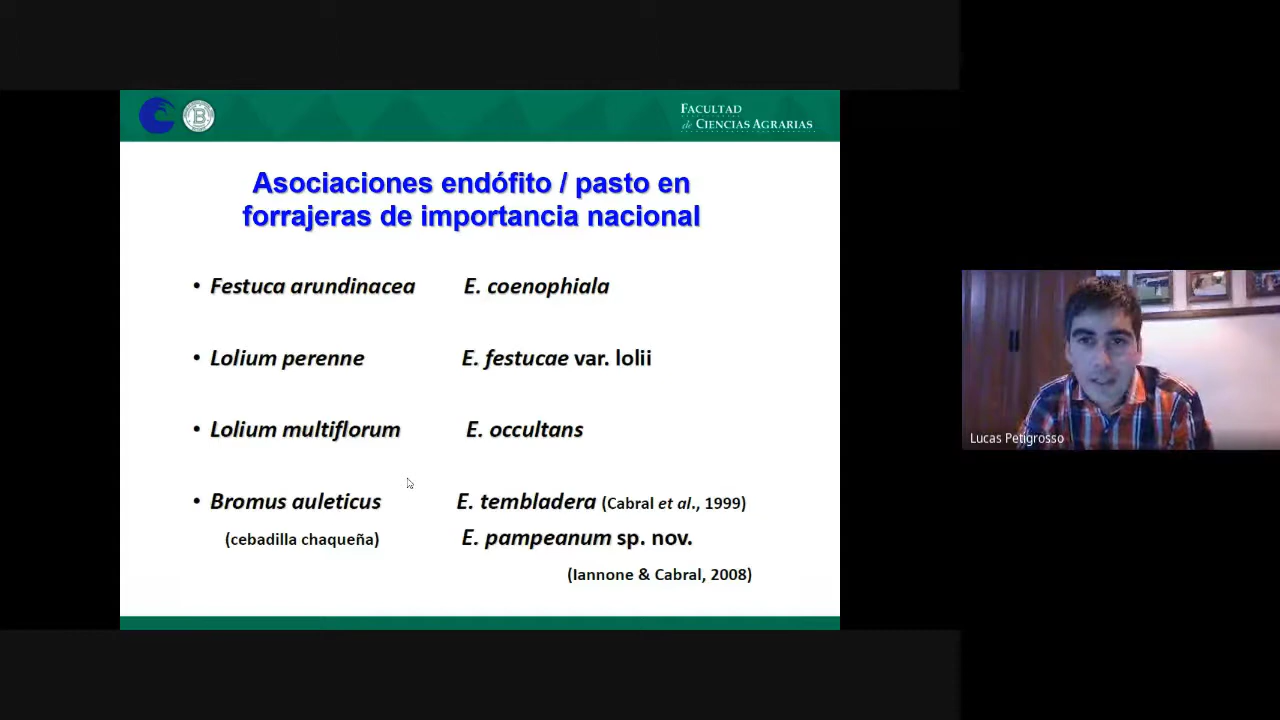 FACULTAD
de CIENCIAS AGRARIAS
Asociaciones endófito / pasto en
forrajeras de importancia nacional
• Festuca arundinacea E. coenophiala
• Lolium perenne E. festucae var. lolii
• Lolium multiflorum E. occultans
• Bromus auleticus E. tembladera (Cabral et al., 1999)
(cebadilla chaqueña) E. pampeanum sp. nov.
(Iannone & Cabral, 2008)
Lucas Petigrosso